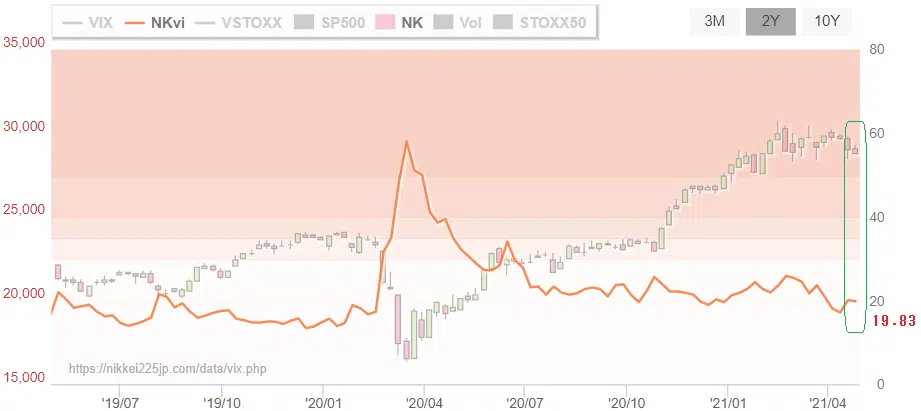 VIX NKvi VSTOXX SP500 NK Vol STOXX50 3M 2Y 10Y
35,000 80
30,000 60
25,000 40
20,000 20
19.83
15,000 0
https://nikkei225jp.com/data/vix.php
'19/07 '19/10 '20/01 '20/04 '20/07 '20/10 '21/01 '21/04